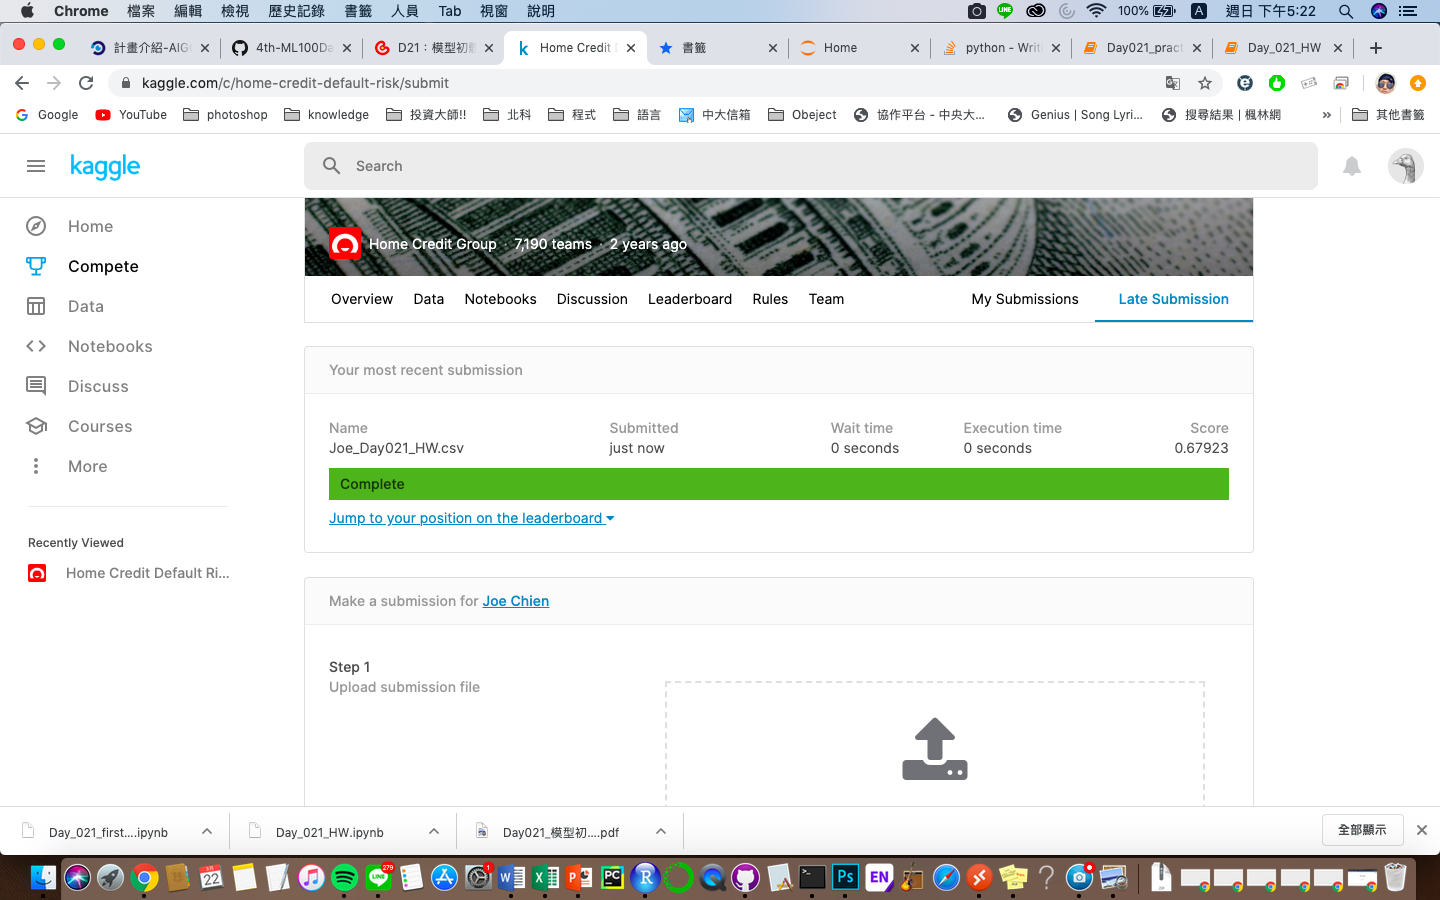 Chrome 檔案 編輯 檢視 歷史記錄 書籤 人員 Tab 視窗 說明 100% A 週日 下午5:22
計畫介紹-AIG 4th-ML100Da D21：模型初 Home Credit 書籤 Home python - Writ Day021_pract Day_021_HW
kaggle.com/c/home-credit-default-risk/submit
Google YouTube photoshop knowledge 投資大師!! 北科 程式 語言 中大信箱 Obeject 協作平台 - 中央大... Genius | Song Lyri... 搜尋結果 | 楓林網 » 其他書籤
kaggle Search
Home Credit Group · 7,190 teams · 2 years ago
Overview Data Notebooks Discussion Leaderboard Rules Team My Submissions Late Submission
Home
Compete
Data
Notebooks
Discuss
Courses
More
Recently Viewed
Home Credit Default Ri...
Your most recent submission
Name Submitted Wait time Execution time Score
Joe_Day021_HW.csv just now 0 seconds 0 seconds 0.67923
Complete
Jump to your position on the leaderboard
Make a submission for Joe Chien
Step 1
Upload submission file
Day_021_first....ipynb Day_021_HW.ipynb Day021_模型初....pdf 全部顯示
22 279 1 PC R Ps EN